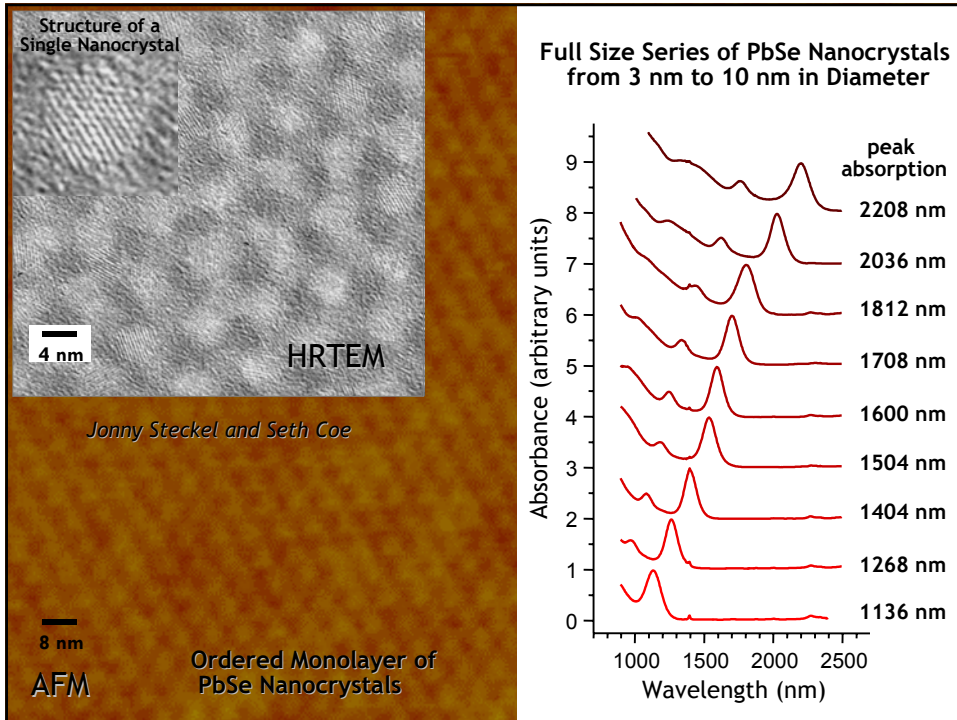 Structure of a
Single Nanocrystal
4 nm
HRTEM
Jonny Steckel and Seth Coe
8 nm
AFM
Ordered Monolayer of
PbSe Nanocrystals
Full Size Series of PbSe Nanocrystals
from 3 nm to 10 nm in Diameter
peak
absorption
Absorbance (arbitrary units)
9
8
7
6
5
4
3
2
1
0
2208 nm
2036 nm
1812 nm
1708 nm
1600 nm
1504 nm
1404 nm
1268 nm
1136 nm
1000 1500 2000 2500
Wavelength (nm)